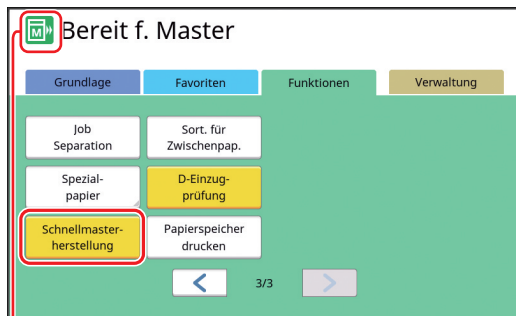 M
Bereit f. Master
Grundlage
Favoriten
Funktionen
Verwaltung
Job
Separation
Sort. für
Zwischenpap.
Spezial-
papier
D-Einzug-
prüfung
Schnellmaster-
herstellung
Papierspeicher
drucken
3/3